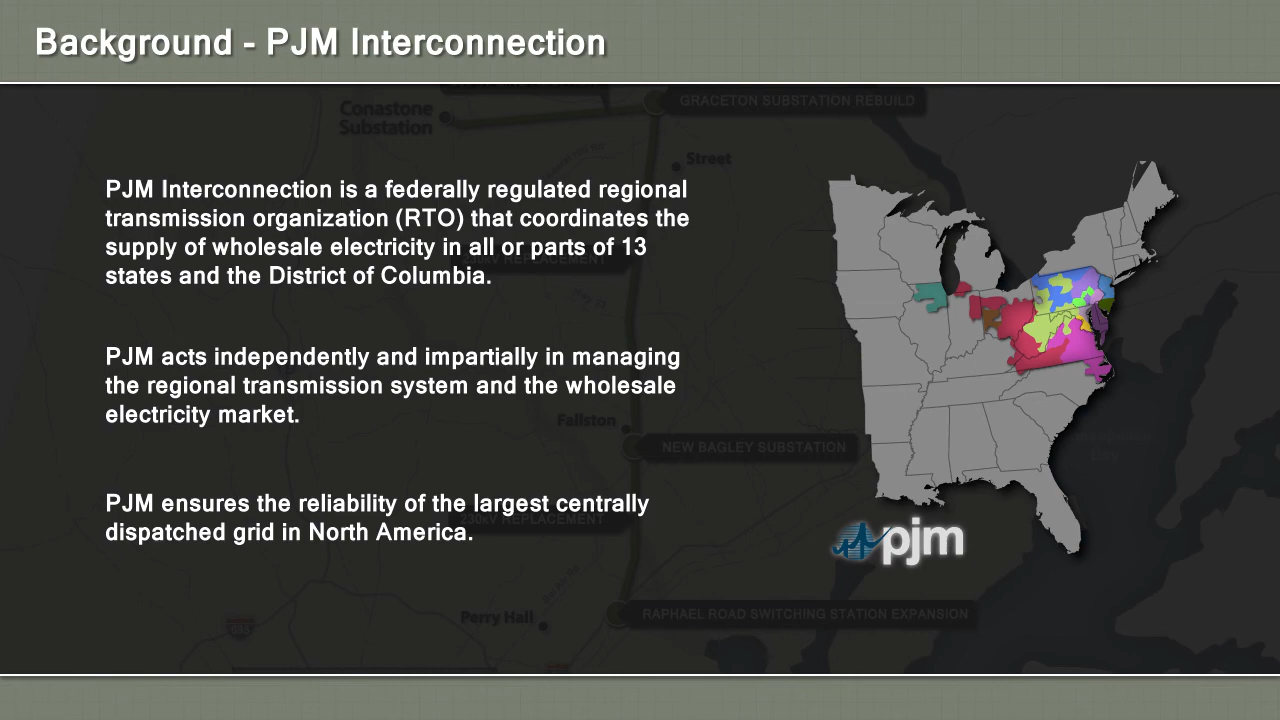 Background - PJM Interconnection
Conastone
Substation
GRACETON SUBSTATION REBUILD
Street
PJM Interconnection is a federally regulated regional
transmission organization (RTO) that coordinates the
supply of wholesale electricity in all or parts of 13
states and the District of Columbia.
REPLACEMENT
PJM acts independently and impartially in managing
the regional transmission system and the wholesale
electricity market.
Fallston
NEW BAGLEY SUBSTATION
PJM ensures the reliability of the largest centrally
dispatched grid in North America.
230kV REPLACEMENT
pjm
Perry Hall
RAPHAEL ROAD SWITCHING STATION EXPANSION